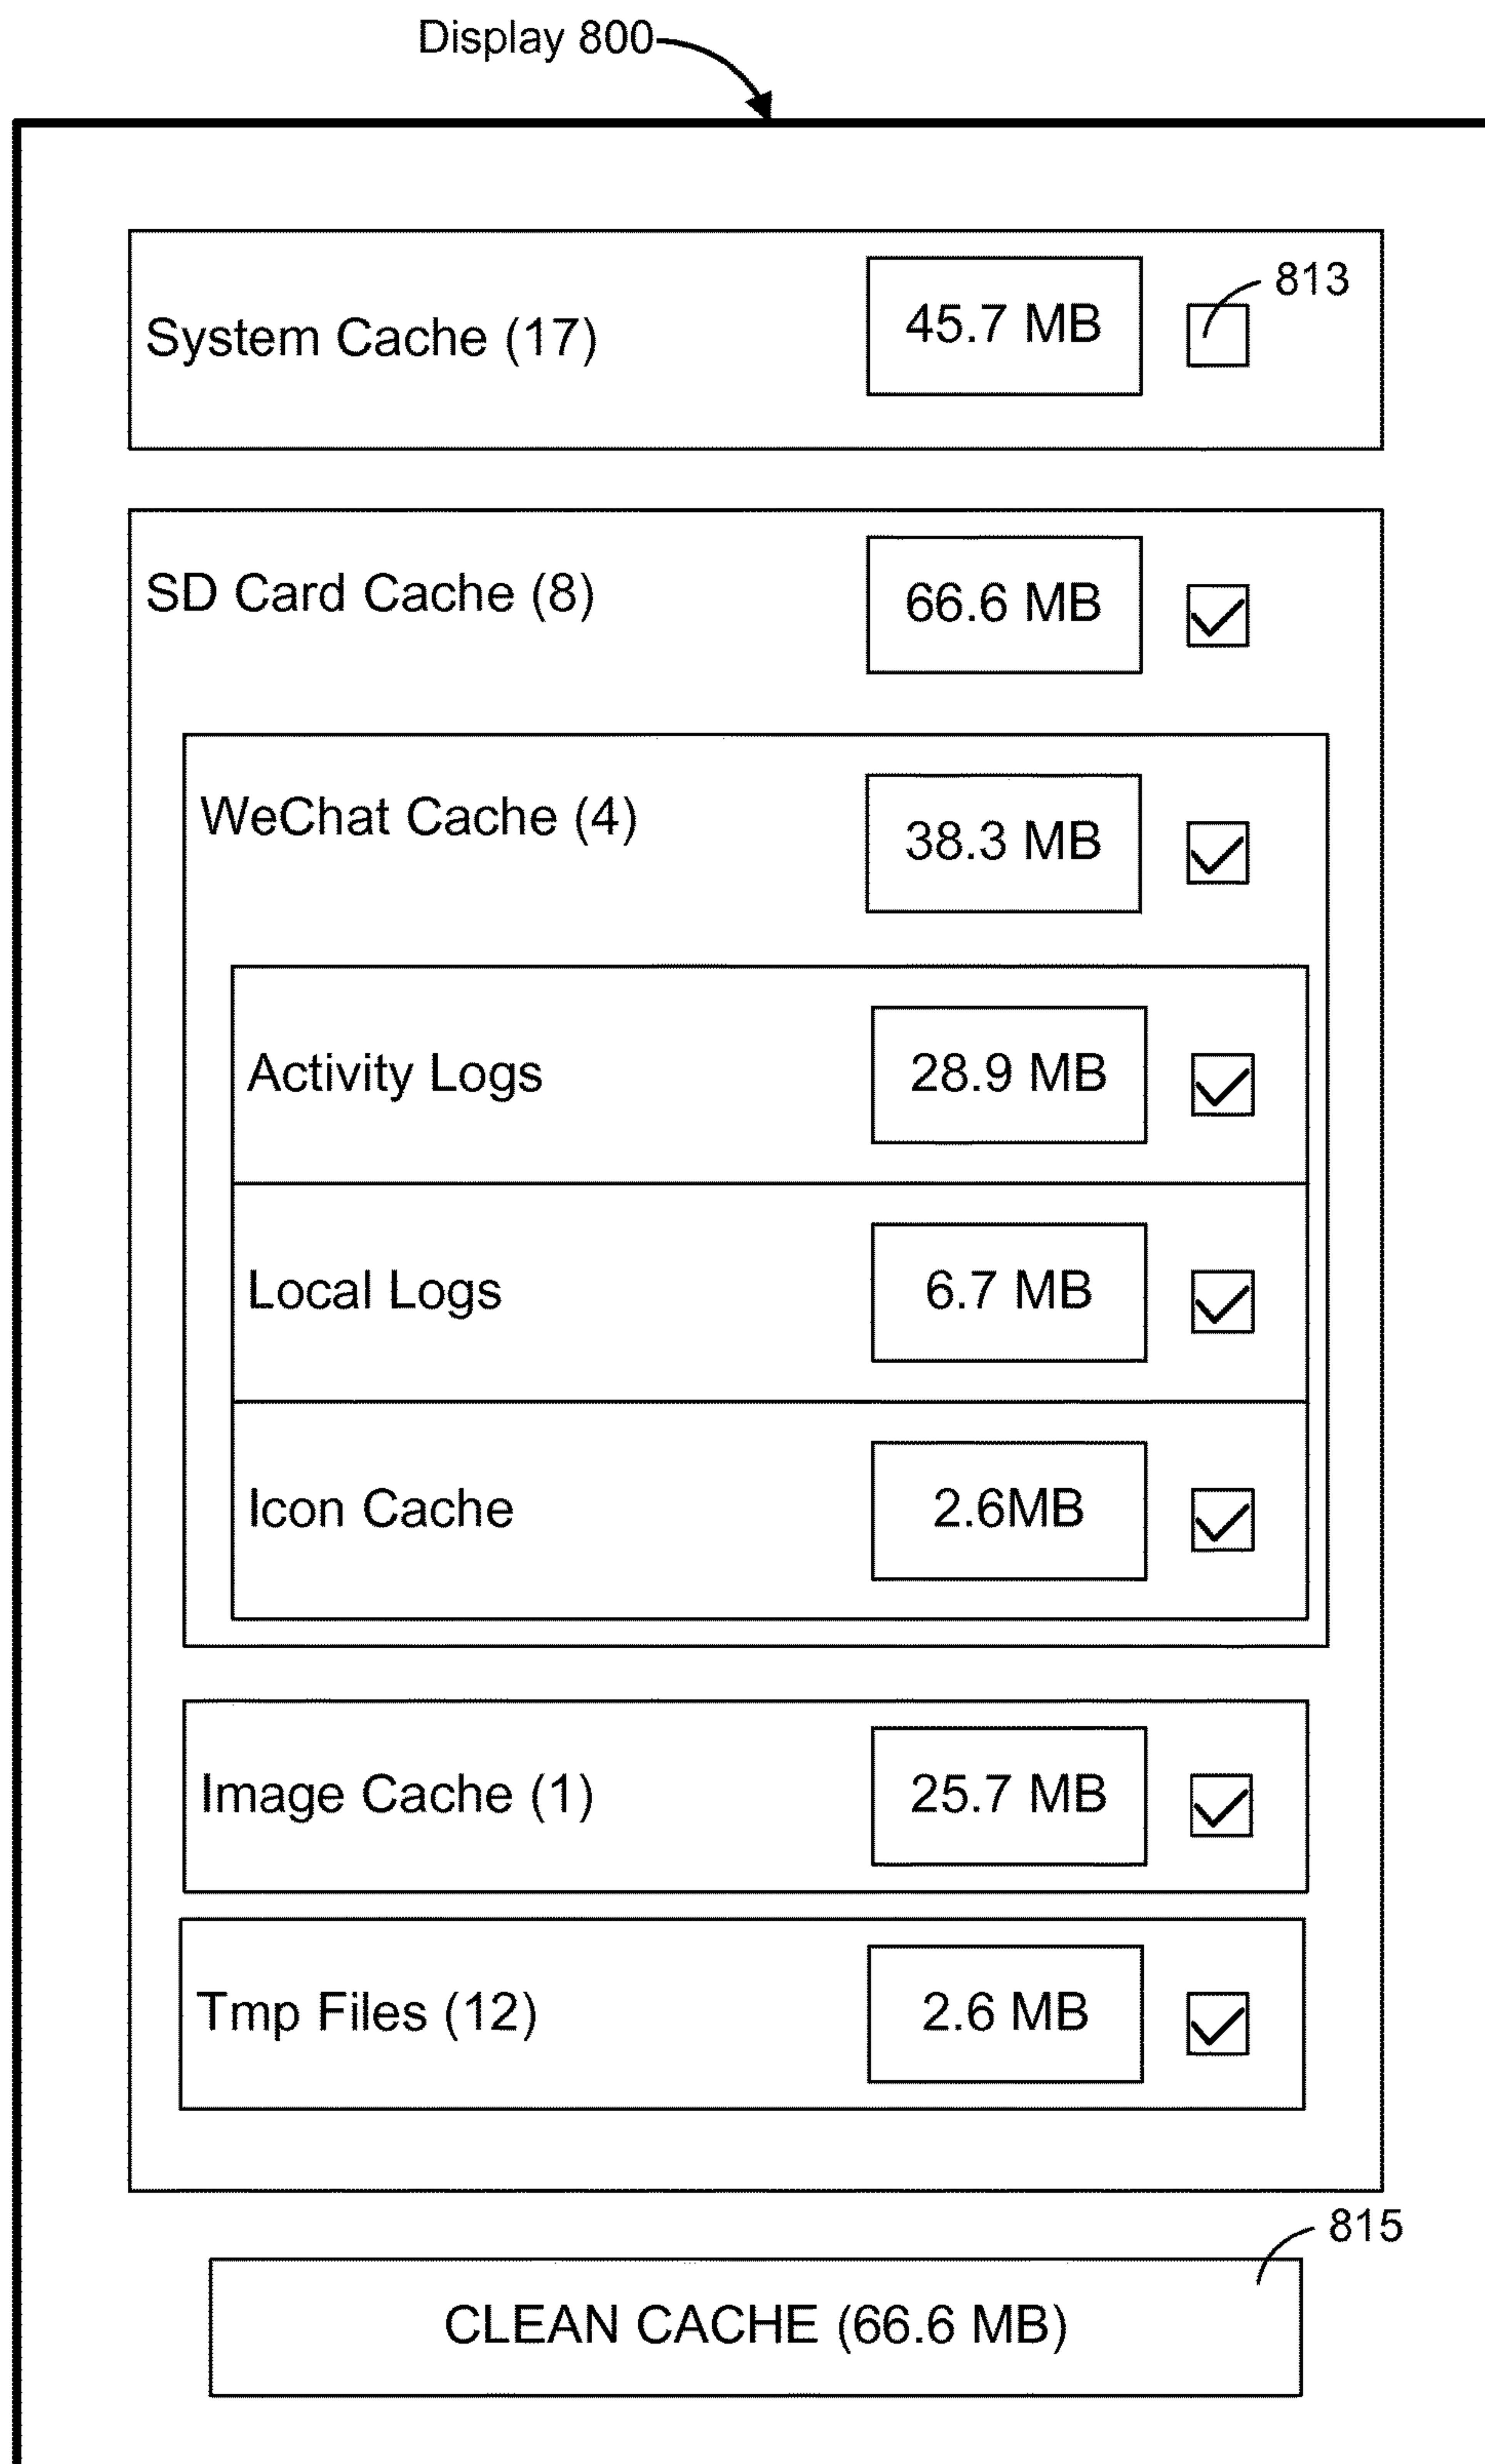 Display 800
System Cache (17) 45.7 MB 813
SD Card Cache (8) 66.6 MB
WeChat Cache (4) 38.3 MB
Activity Logs 28.9 MB
Local Logs 6.7 MB
Icon Cache 2.6MB
Image Cache (1) 25.7 MB
Tmp Files (12) 2.6 MB
815
CLEAN CACHE (66.6 MB)